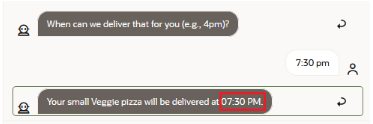 When can we deliver that for you (e.g., 4pm)?
7:30 pm
Your small Veggie pizza will be delivered at 07:30 PM.